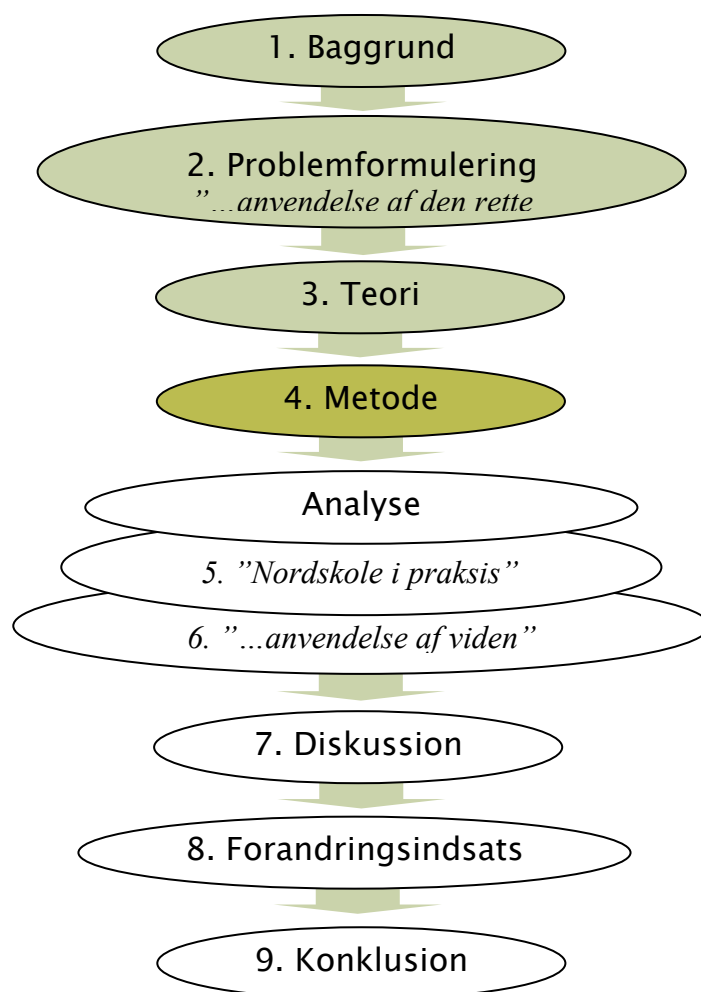 1. Baggrund
2. Problemformulering
”...anvendelse af den rette
3. Teori
4. Metode
Analyse
5. ”Nordskole i praksis”
6. ”...anvendelse af viden”
7. Diskussion
8. Forandringsindsats
9. Konklusion